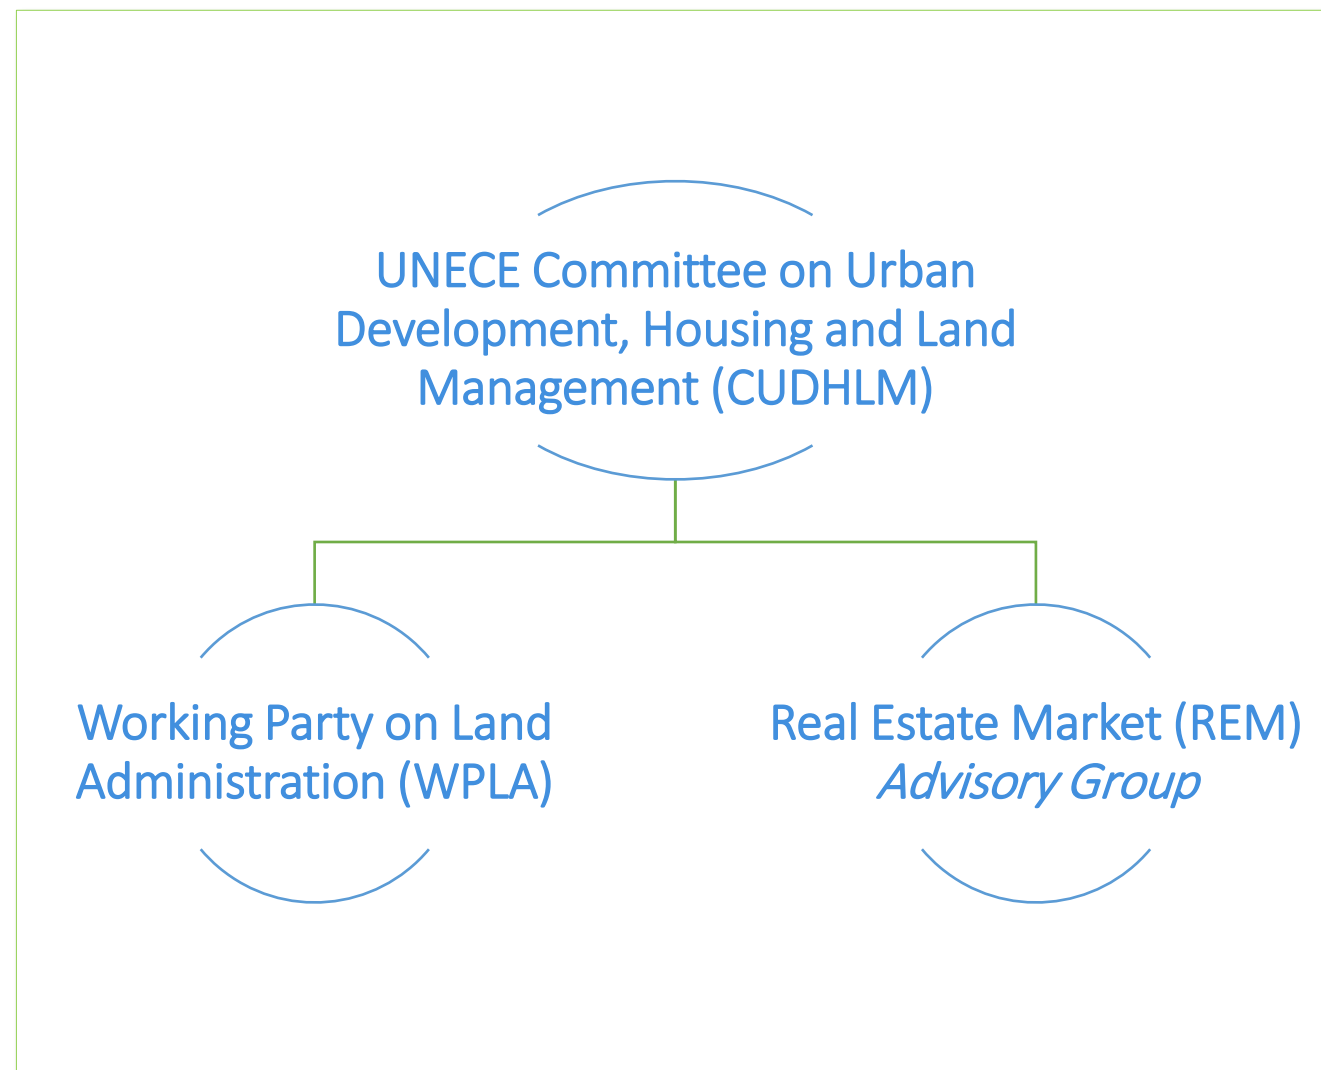 UNECE Committee on Urban
Development, Housing and Land
Management (CUDHLM)
Working Party on Land
Administration (WPLA)
Real Estate Market (REM)
Advisory Group